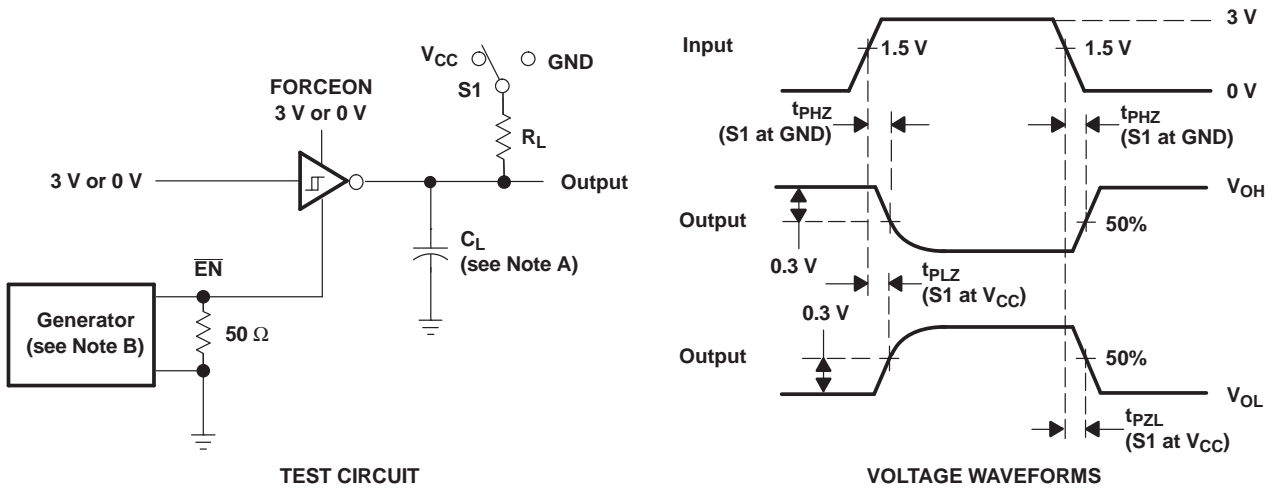 VCC
GND
S1
FORCEON
3 V or 0 V
RL
3 V or 0 V
Output
CL
(see Note A)
EN
Generator
(see Note B)
50 Ω
TEST CIRCUIT
3 V
Input
1.5 V
1.5 V
0 V
tPHZ
(S1 at GND)
tPHZ
(S1 at GND)
VOH
Output
50%
0.3 V
tPLZ
(S1 at VCC)
0.3 V
Output
50%
VOL
tPZL
(S1 at VCC)
VOLTAGE WAVEFORMS